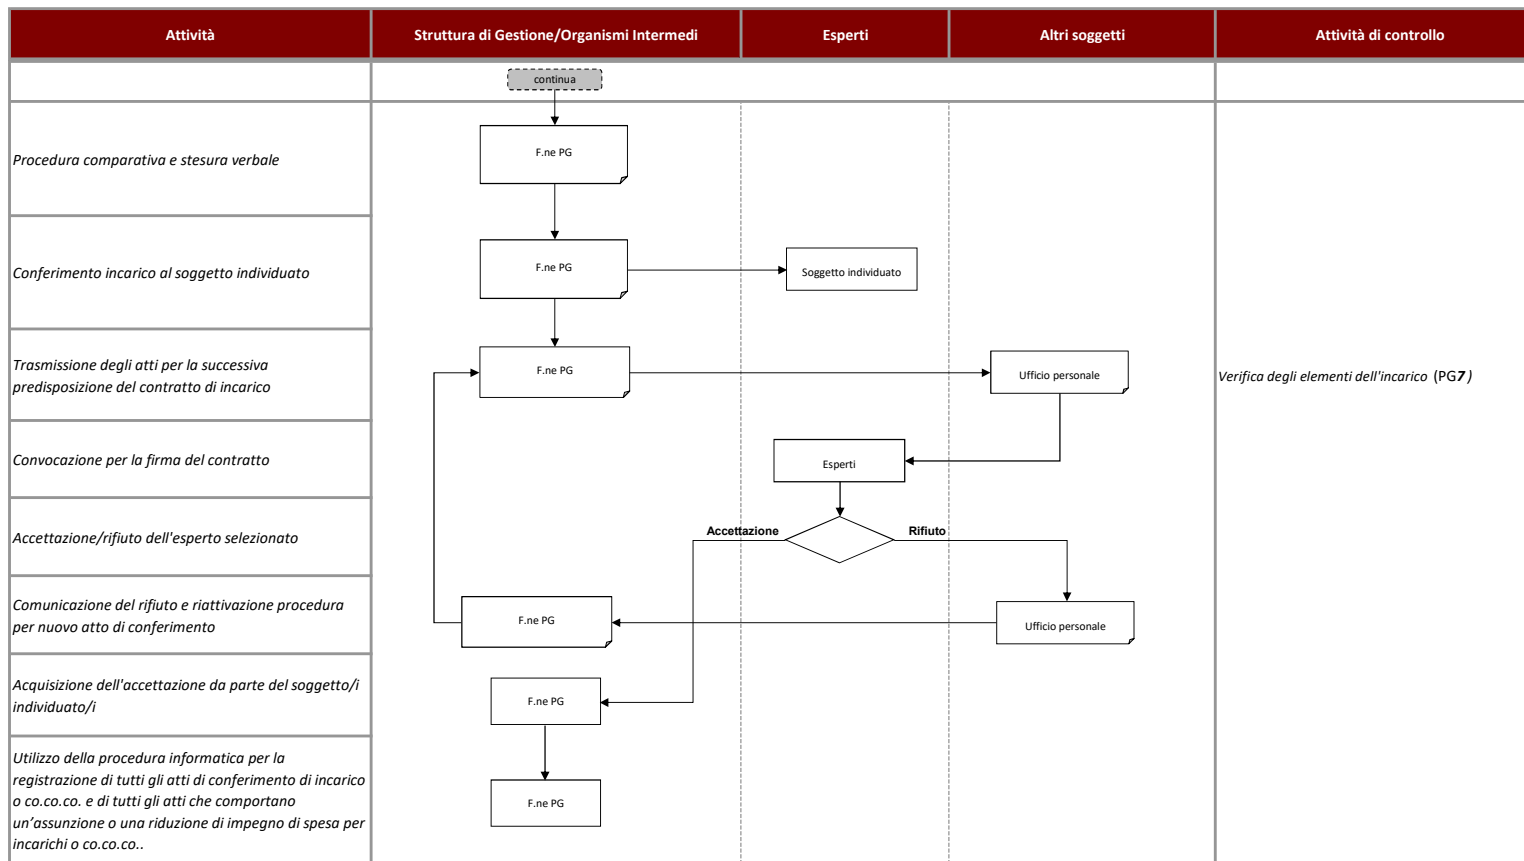 Attività
Struttura di Gestione/Organismi Intermedi
Esperti
Altri soggetti
Attività di controllo
continua
Procedura comparativa e stesura verbale
F.ne PG
Conferimento incarico al soggetto individuato
F.ne PG
Soggetto individuato
Trasmissione degli atti per la successiva
predisposizione del contratto di incarico
F.ne PG
Ufficio personale
Verifica degli elementi dell'incarico (PG7)
Convocazione per la firma del contratto
Esperti
Accettazione/rifiuto dell'esperto selezionato
Accettazione
Rifiuto
Comunicazione del rifiuto e riattivazione procedura
per nuovo atto di conferimento
F.ne PG
Ufficio personale
Acquisizione dell'accettazione da parte del soggetto/i
individuato/i
F.ne PG
Utilizzo della procedura informatica per la
registrazione di tutti gli atti di conferimento di incarico
o co.co.co. e di tutti gli atti che comportano
un'assunzione o una riduzione di impegno di spesa per
incarichi o co.co.co..
F.ne PG